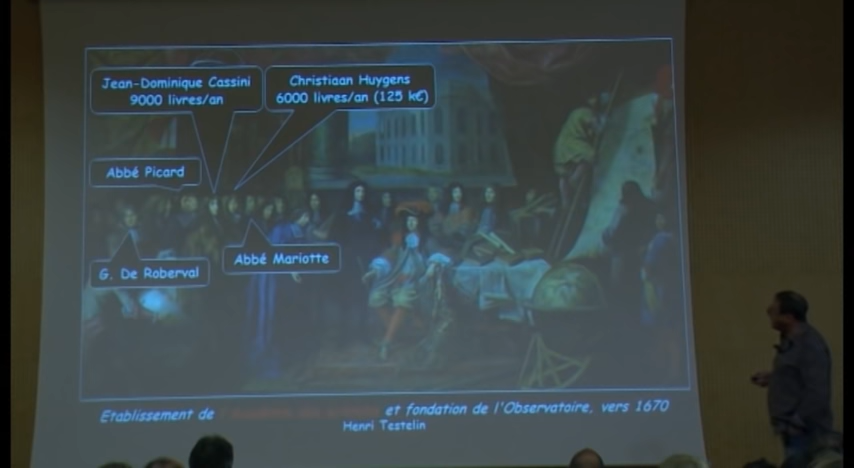 Jean-Dominique Cassini
9000 livres/an
Christiaan Huygens
6000 livres/an (125 k€)
Abbé Picard
G. De Roberval
Abbé Mariotte
Etablissement de et fondation de l'Observatoire, vers 1670
Henri Testelin